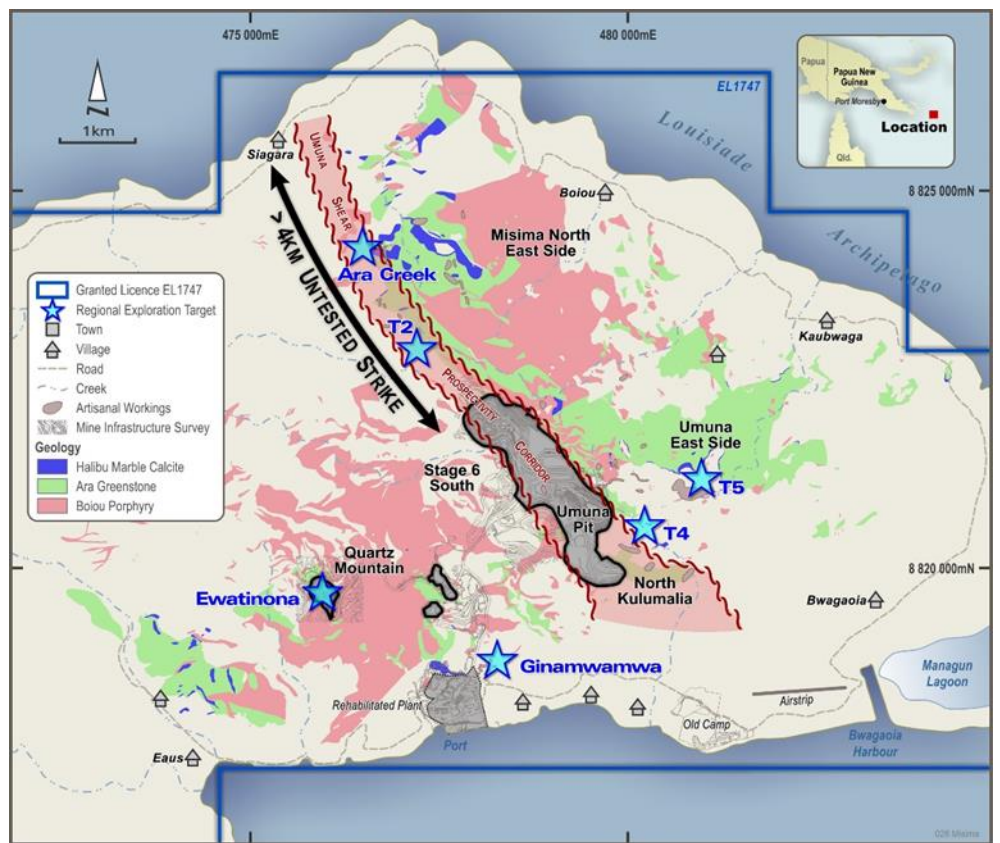 475 000mE
480 000mE
EL1747
Papua
Papua New
Guinea
Port Moresby
Location
Qld.
N
1km
Siagara
UMUNA
SHEAR
Louisiade
Archipelago
Boiou
8 825 000mN
Misima North
East Side
Ara Creek
> 4KM UNTESTED STRIKE
T2
Kaubwaga
Granted Licence EL1747
Regional Exploration Target
Town
Village
Road
Creek
Artisanal Workings
Mine Infrastructure Survey
Geology
Halibu Marble Calcite
Ara Greenstone
Boiou Porphyry
PROSPECTIVITY
CORRIDOR
Umuna
East Side
Stage 6
South
T5
Umuna
Pit
T4
Quartz
Mountain
8 820 000mN
North
Kulumalia
Ewatinona
Bwagaoia
Ginamwamwa
Managun
Lagoon
Rehabilitated Plant
Airstrip
Old Camp
Port
Bwagaoia
Harbour
Eaus
026 Misima